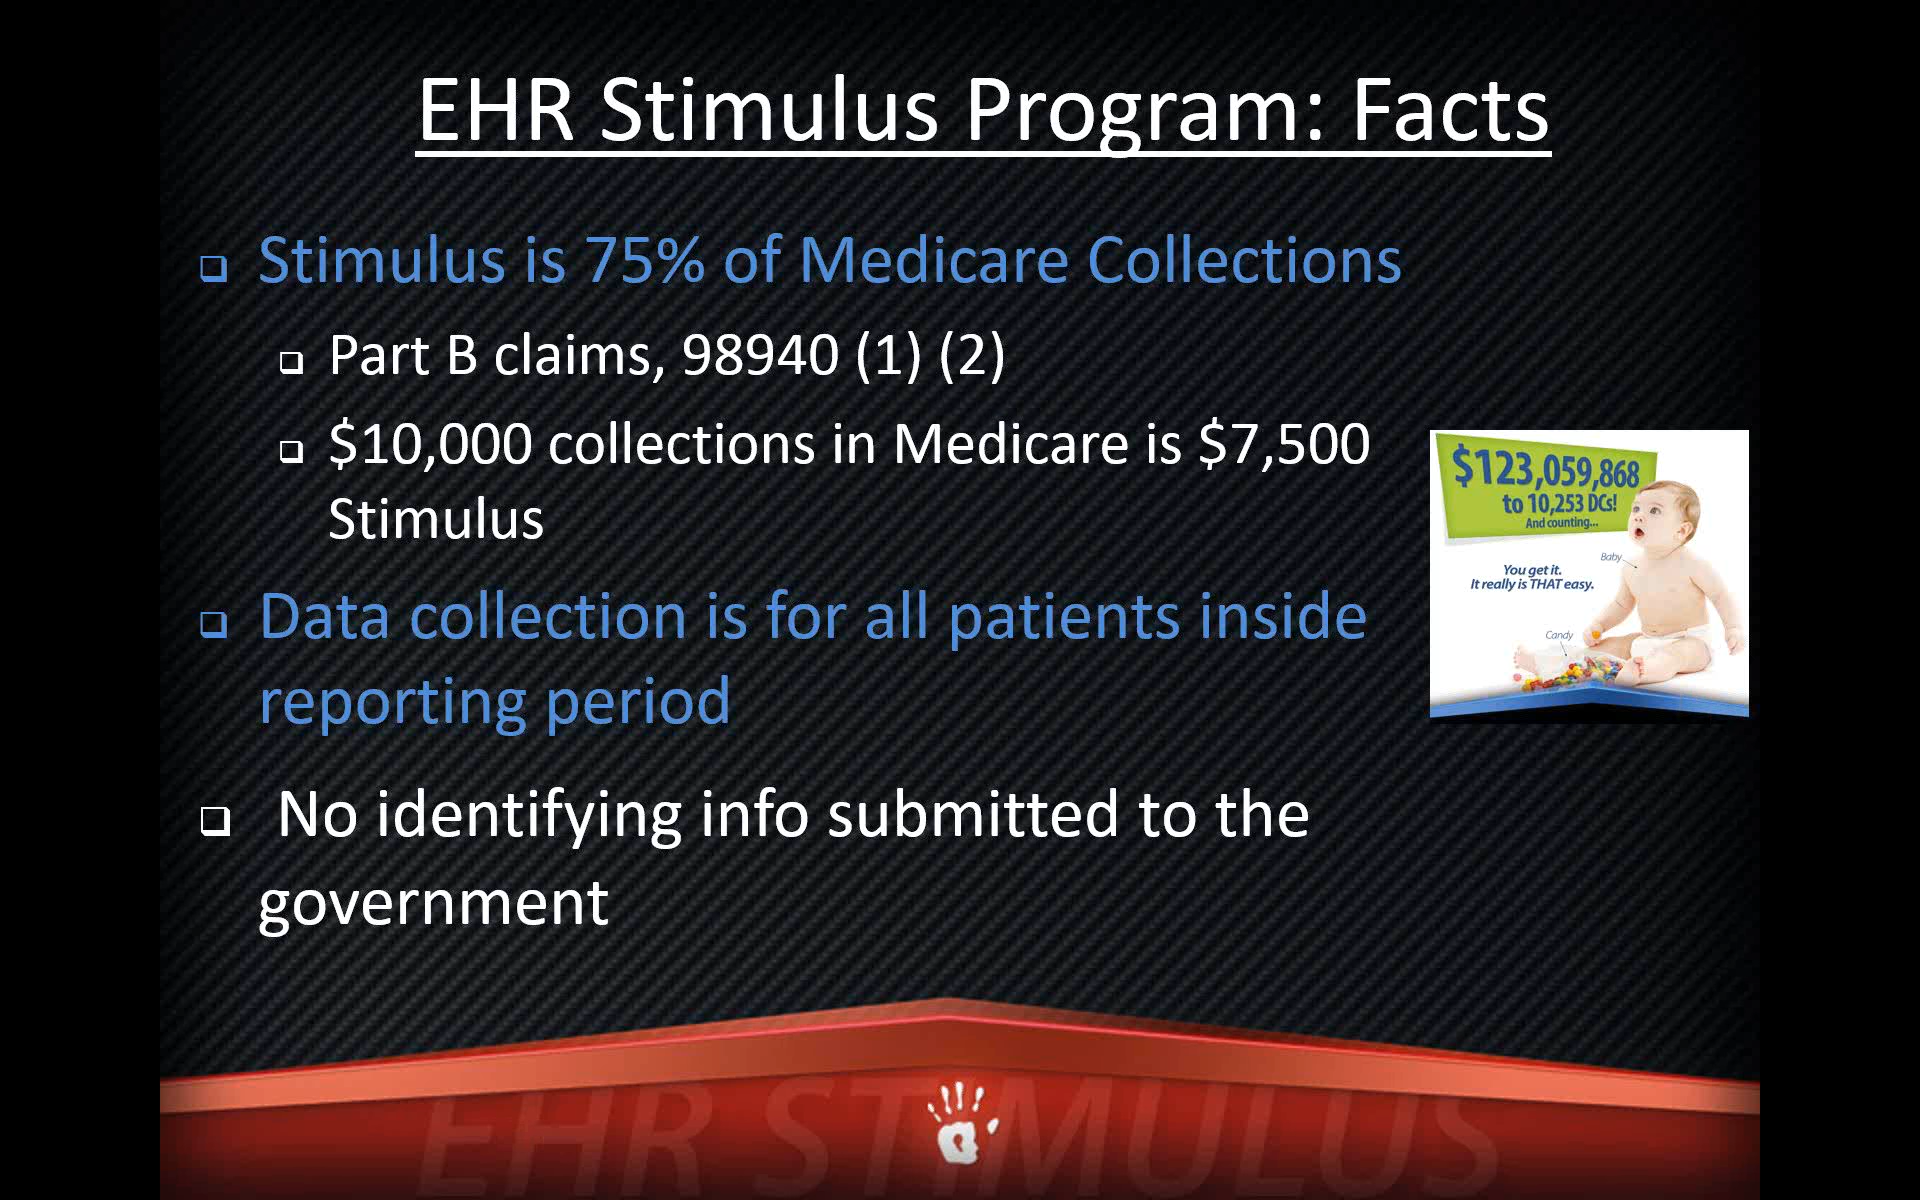 EHR Stimulus Program: Facts
Stimulus is 75% of Medicare Collections
Part B claims, 98940 (1) (2)
$10,000 collections in Medicare is $7,500
Stimulus
Data collection is for all patients inside
reporting period
No identifying info submitted to the
government
$123,059,868
to 10,253 DCs!
And counting...
Baby
You get it.
It really is THAT easy.
Candy
EHR STIMULUS